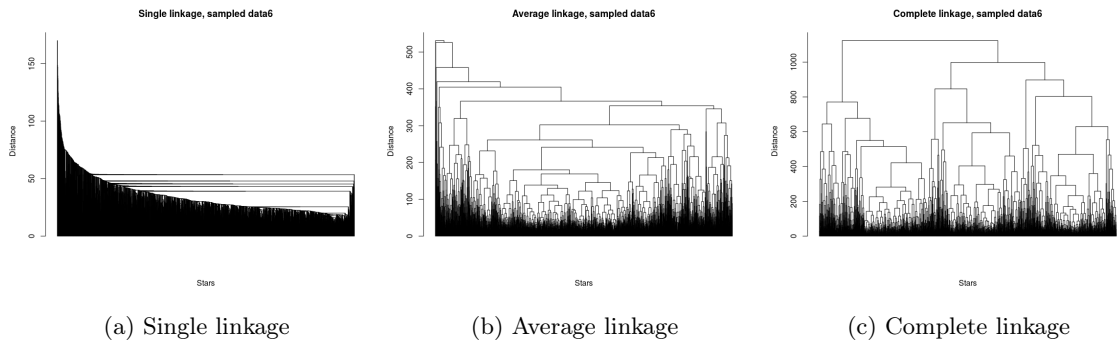 Single linkage, sampled data6
Distance
0
50
100
150
Stars
(a) Single linkage
Average linkage, sampled data6
Distance
0
100
200
300
400
500
Stars
(b) Average linkage
Complete linkage, sampled data6
Distance
0
200
400
600
800
1000
Stars
(c) Complete linkage